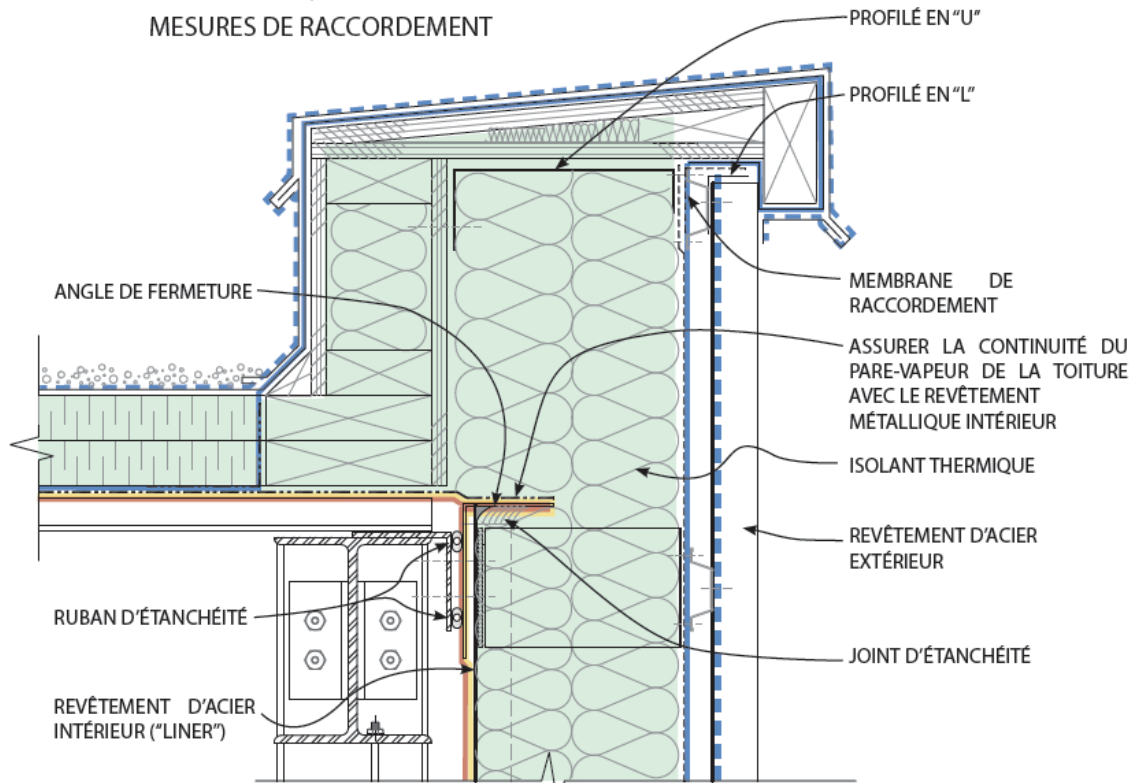 MESURES DE RACCORDEMENT
PROFILÉ EN “U”
PROFILÉ EN “L”
ANGLE DE FERMETURE
MEMBRANE DE
RACCORDEMENT
ASSURER LA CONTINUITÉ DU
PARE-VAPEUR DE LA TOITURE
AVEC LE REVÊTEMENT
MÉTALLIQUE INTÉRIEUR
ISOLANT THERMIQUE
REVÊTEMENT D’ACIER
EXTÉRIEUR
RUBAN D’ÉTANCHÉITÉ
JOINT D’ÉTANCHÉITÉ
REVÊTEMENT D’ACIER
INTÉRIEUR (“LINER”)